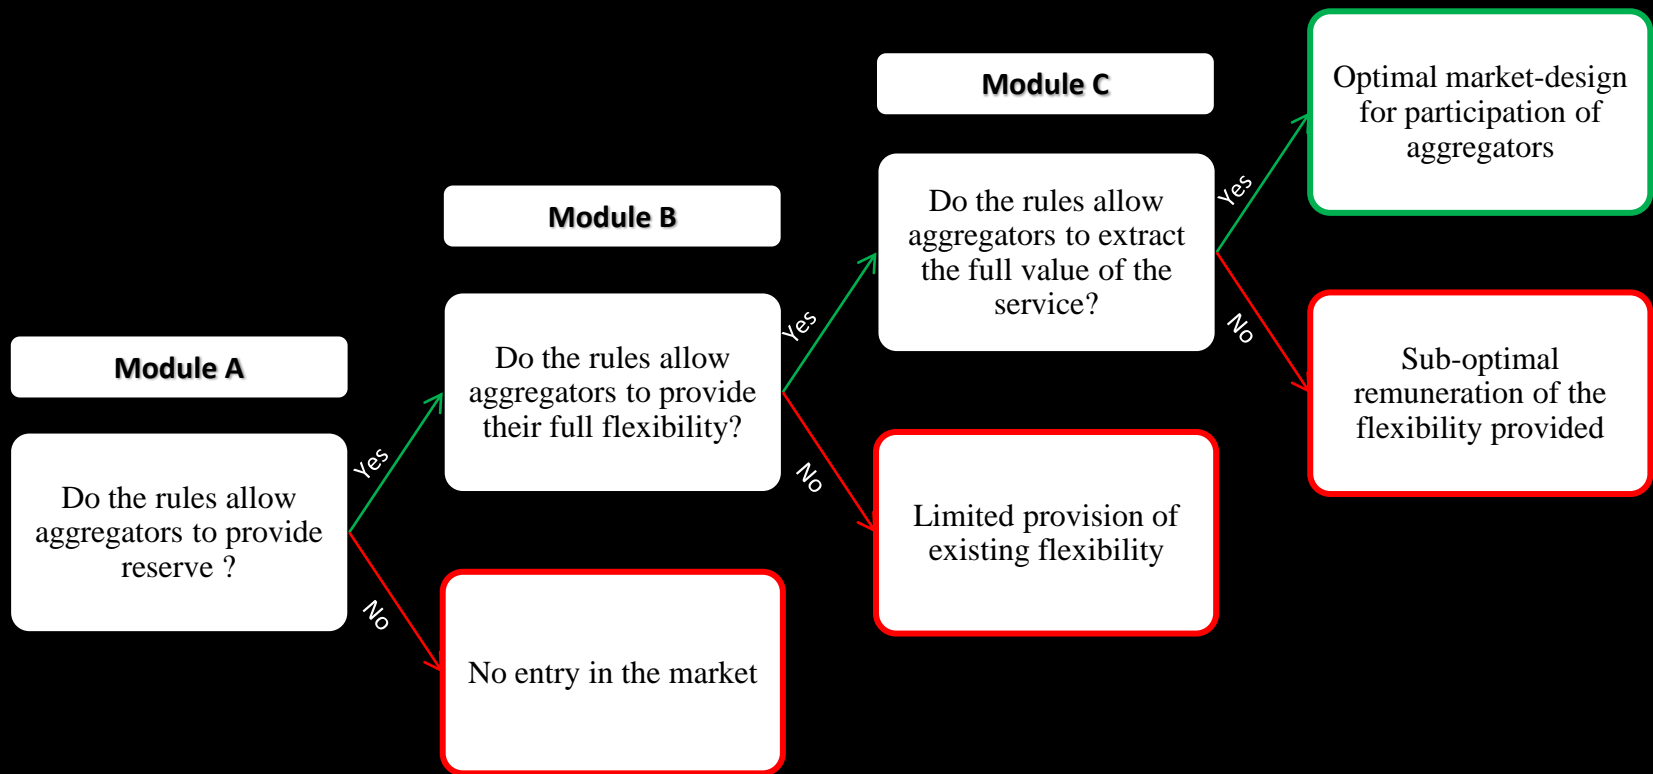 Module A
Do the rules allow
aggregators to provide
reserve ?
Yes
No
Module B
Do the rules allow
aggregators to provide
their full flexibility?
No entry in the market
Yes
No
Module C
Do the rules allow
aggregators to extract
the full value of the
service?
Limited provision of
existing flexibility
Yes
No
Optimal market-design
for participation of
aggregators
Sub-optimal
remuneration of the
flexibility provided